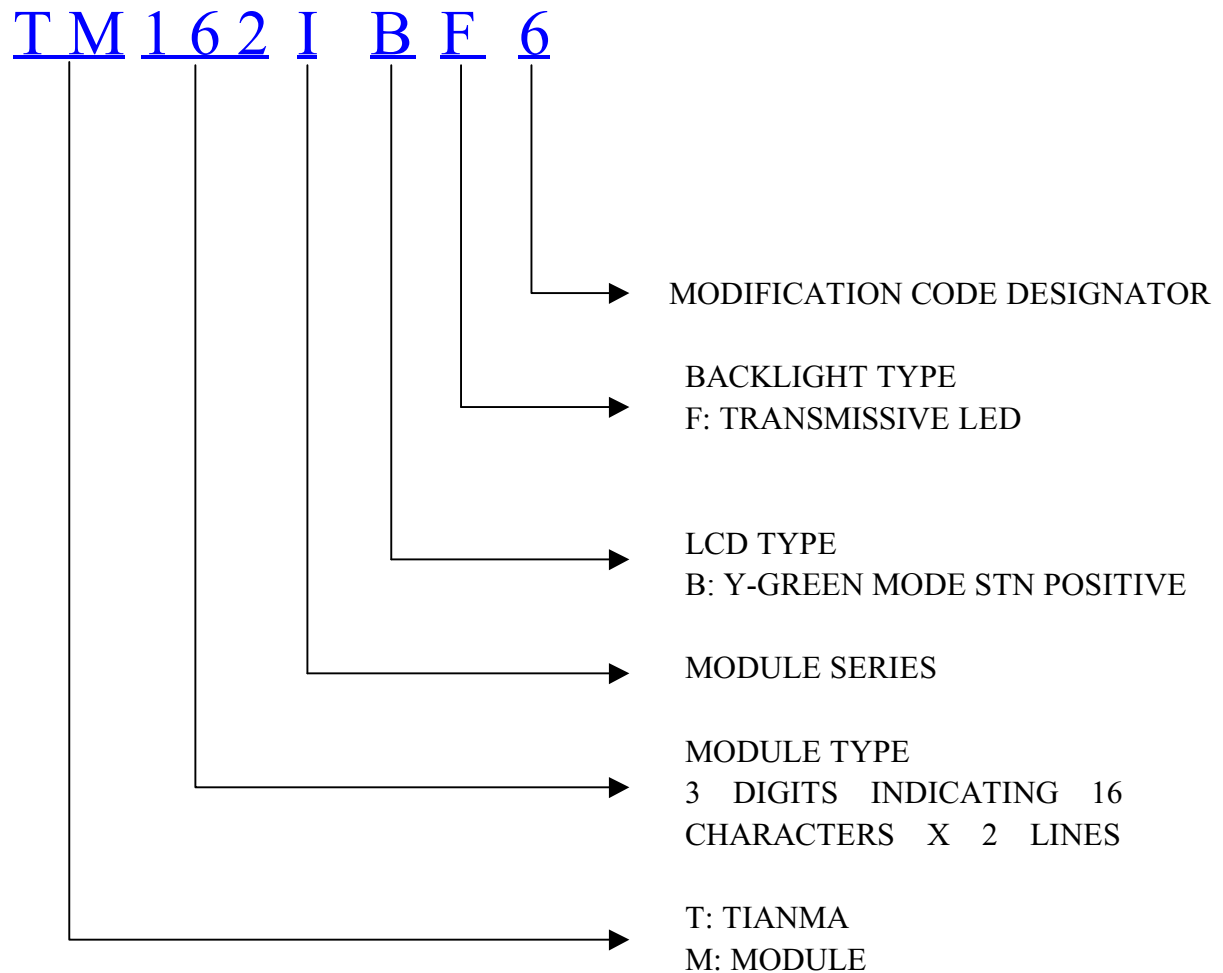 T M 1 6 2 I B F 6
MODIFICATION CODE DESIGNATOR
BACKLIGHT TYPE
F: TRANSMISSIVE LED
LCD TYPE
B: Y-GREEN MODE STN POSITIVE
MODULE SERIES
MODULE TYPE
3 DIGITS INDICATING 16
CHARACTERS X 2 LINES
T: TIANMA
M: MODULE